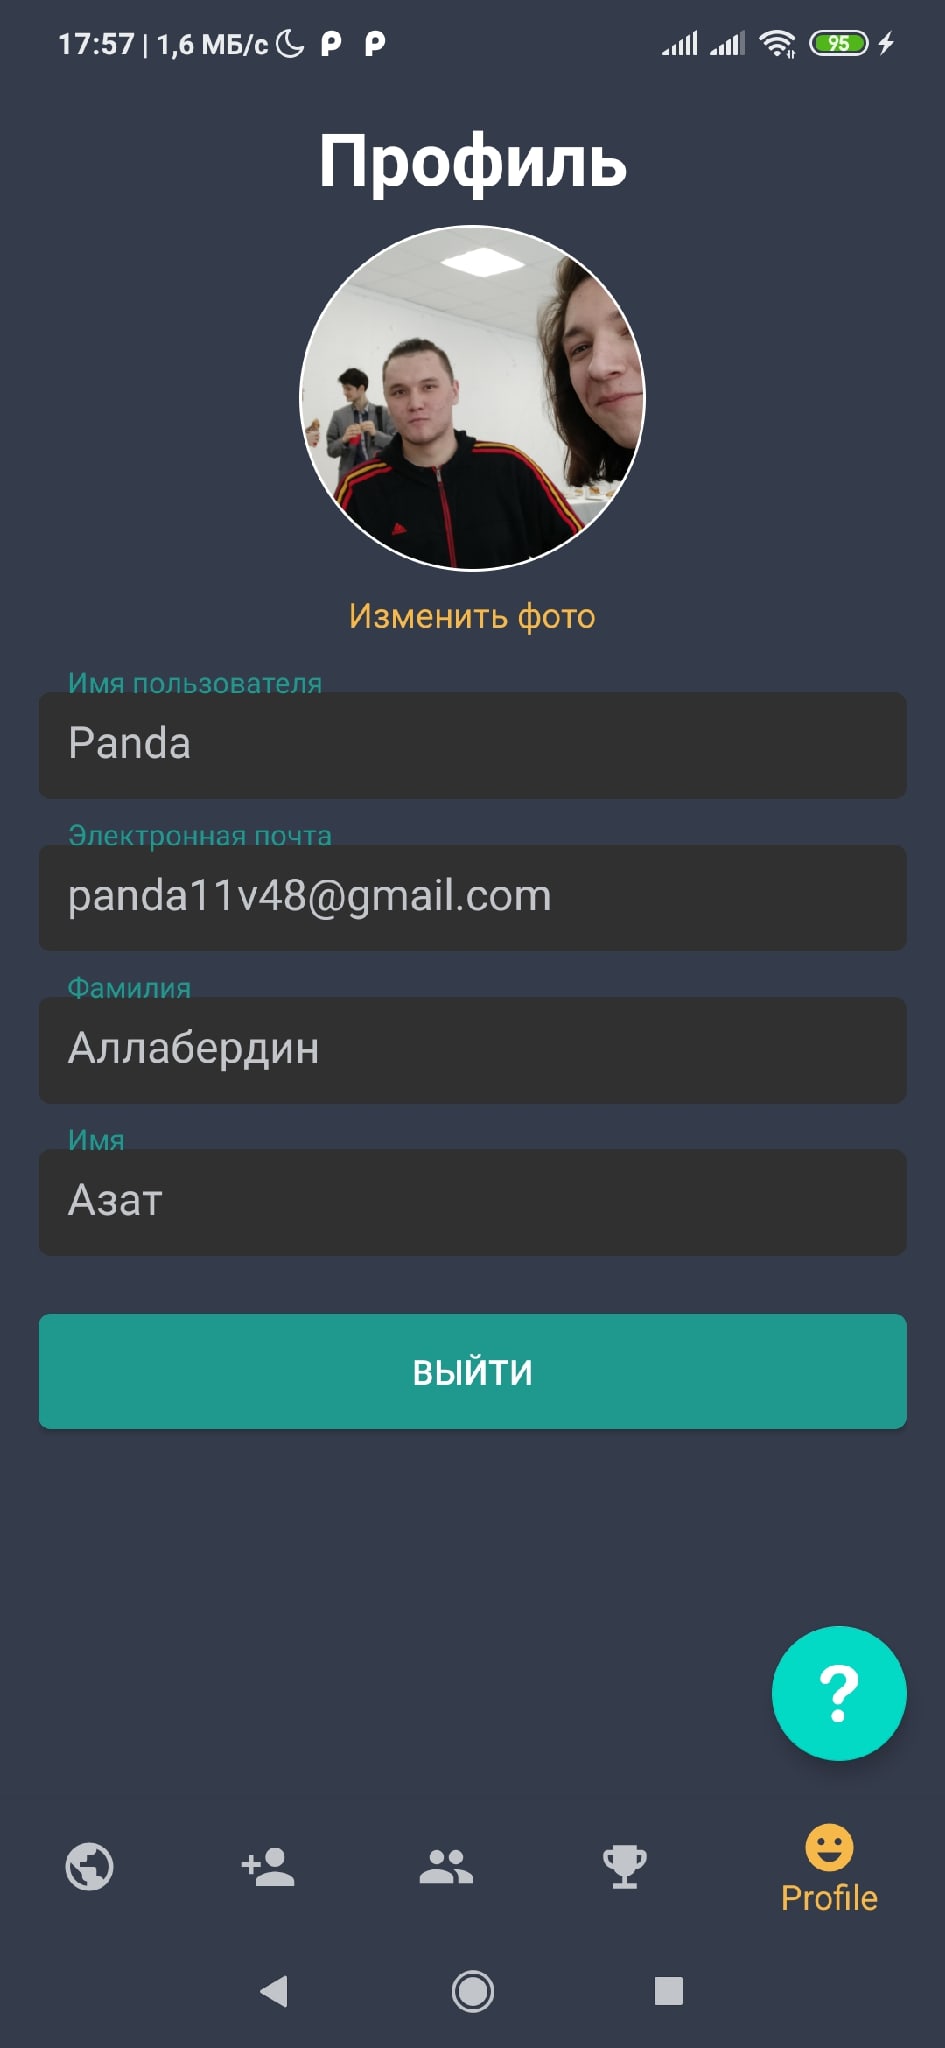 17:57 | 1,6 МБ/с
95
Профиль
Изменить фото
Имя пользователя
Panda
Электронная почта
panda11v48@gmail.com
Фамилия
Аллабердин
Имя
Азат
ВЫЙТИ
?
Profile